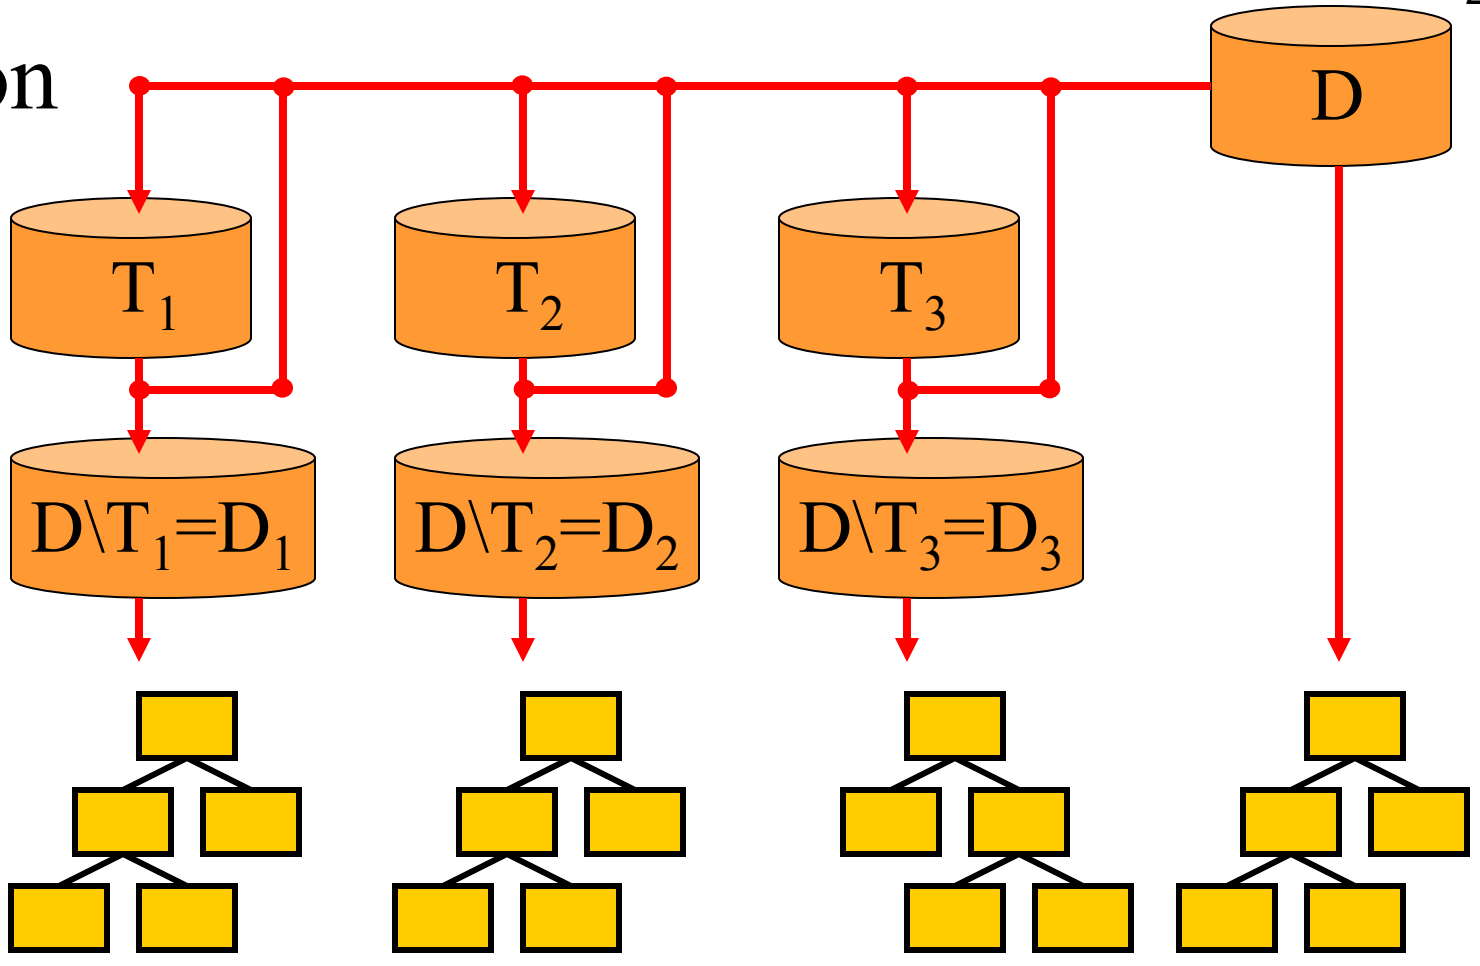 on
D
T₁
T₂
T₃
D\T₁=D₁
D\T₂=D₂
D\T₃=D₃